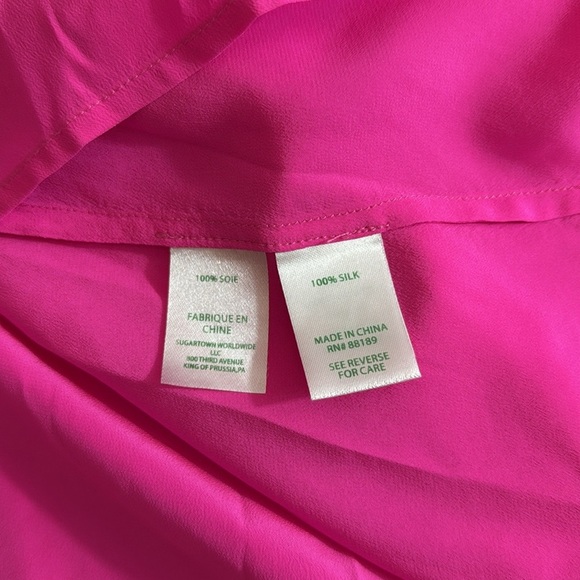 100% SOIE
FABRIQUE EN
CHINE
SUGARTOWN WORLDWIDE
LLC
800 THIRD AVENUE
KING OF PRUSSIA,PA
100% SILK
MADE IN CHINA
RN# 88189
SEE REVERSE
FOR CARE